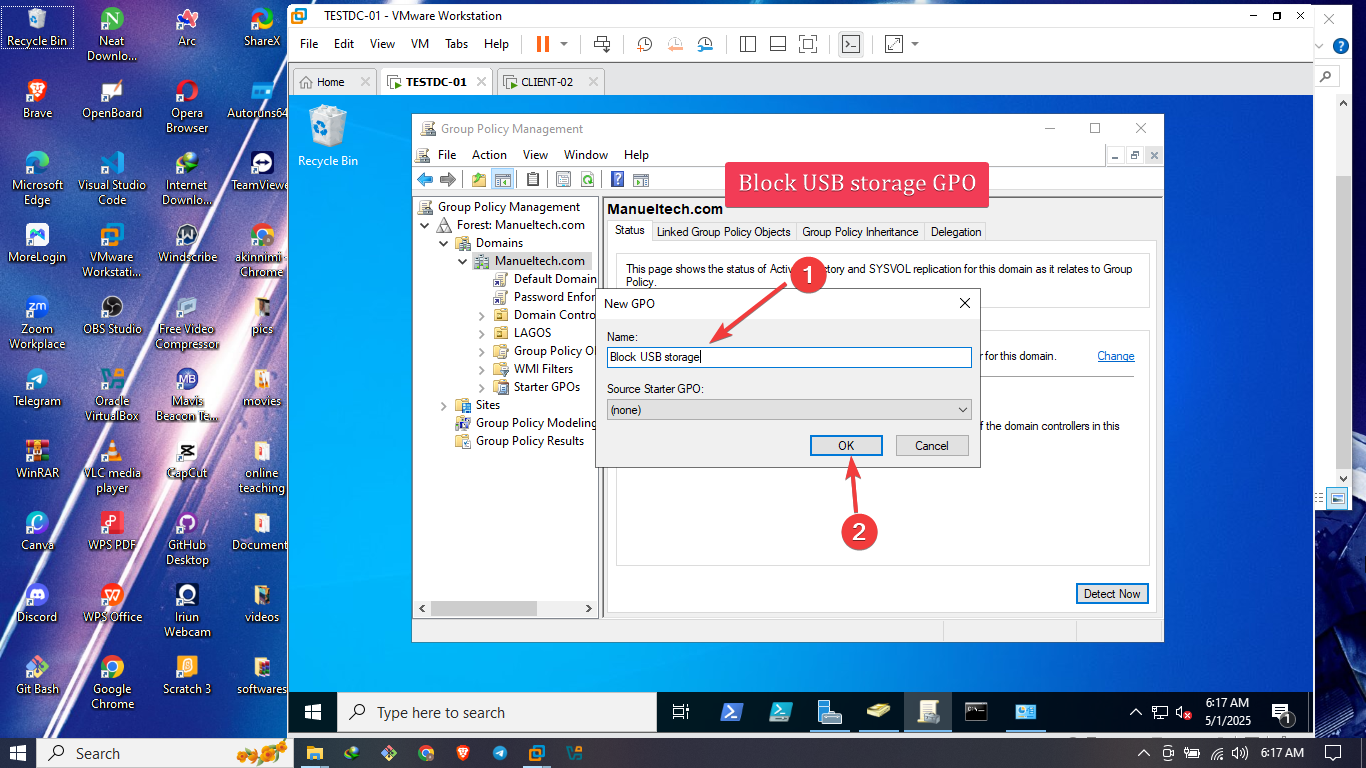 Recycle Bin
Neat
Downlo...
Arc
ShareX
Brave
OpenBoard
Opera
Browser
Autoruns64
Microsoft
Edge
Visual Studio
Code
Internet
Downlo...
TeamViewe
MoreLogin
VMware
Workstati...
Windscribe
akinnimi -
Chrome
Zoom
Workplace
OBS Studio
Free Video
Compressor
pics
Telegram
Oracle
VirtualBox
Mavis
Beacon Te...
movies
WinRAR
VLC media
player
CapCut
online
teaching
Canva
WPS PDF
GitHub
Desktop
Document
Discord
WPS Office
Iriun
Webcam
videos
Git Bash
Google
Chrome
Scratch 3
softwares
TESTDC-01 - VMware Workstation
File Edit View VM Tabs Help
Home TESTDC-01 CLIENT-02
Recycle Bin
Group Policy Management
File Action View Window Help
Block USB storage GPO
Group Policy Management
Forest: Manueltech.com
Domains
Manueltech.com
Default Domain
Password Enfor
Domain Contro
LAGOS
Group Policy O
WMI Filters
Starter GPOs
Sites
Group Policy Modeling
Group Policy Results
Manueltech.com
Status Linked Group Policy Objects Group Policy Inheritance Delegation
This page shows the status of Active Directory and SYSVOL replication for this domain as it relates to Group
Policy.
1
New GPO
Name:
Block USB storage
Source Starter GPO:
(none)
OK Cancel
2
for this domain. Change
f the domain controllers in this
Detect Now
Type here to search
6:17 AM
5/1/2025
1
Search
6:17 AM